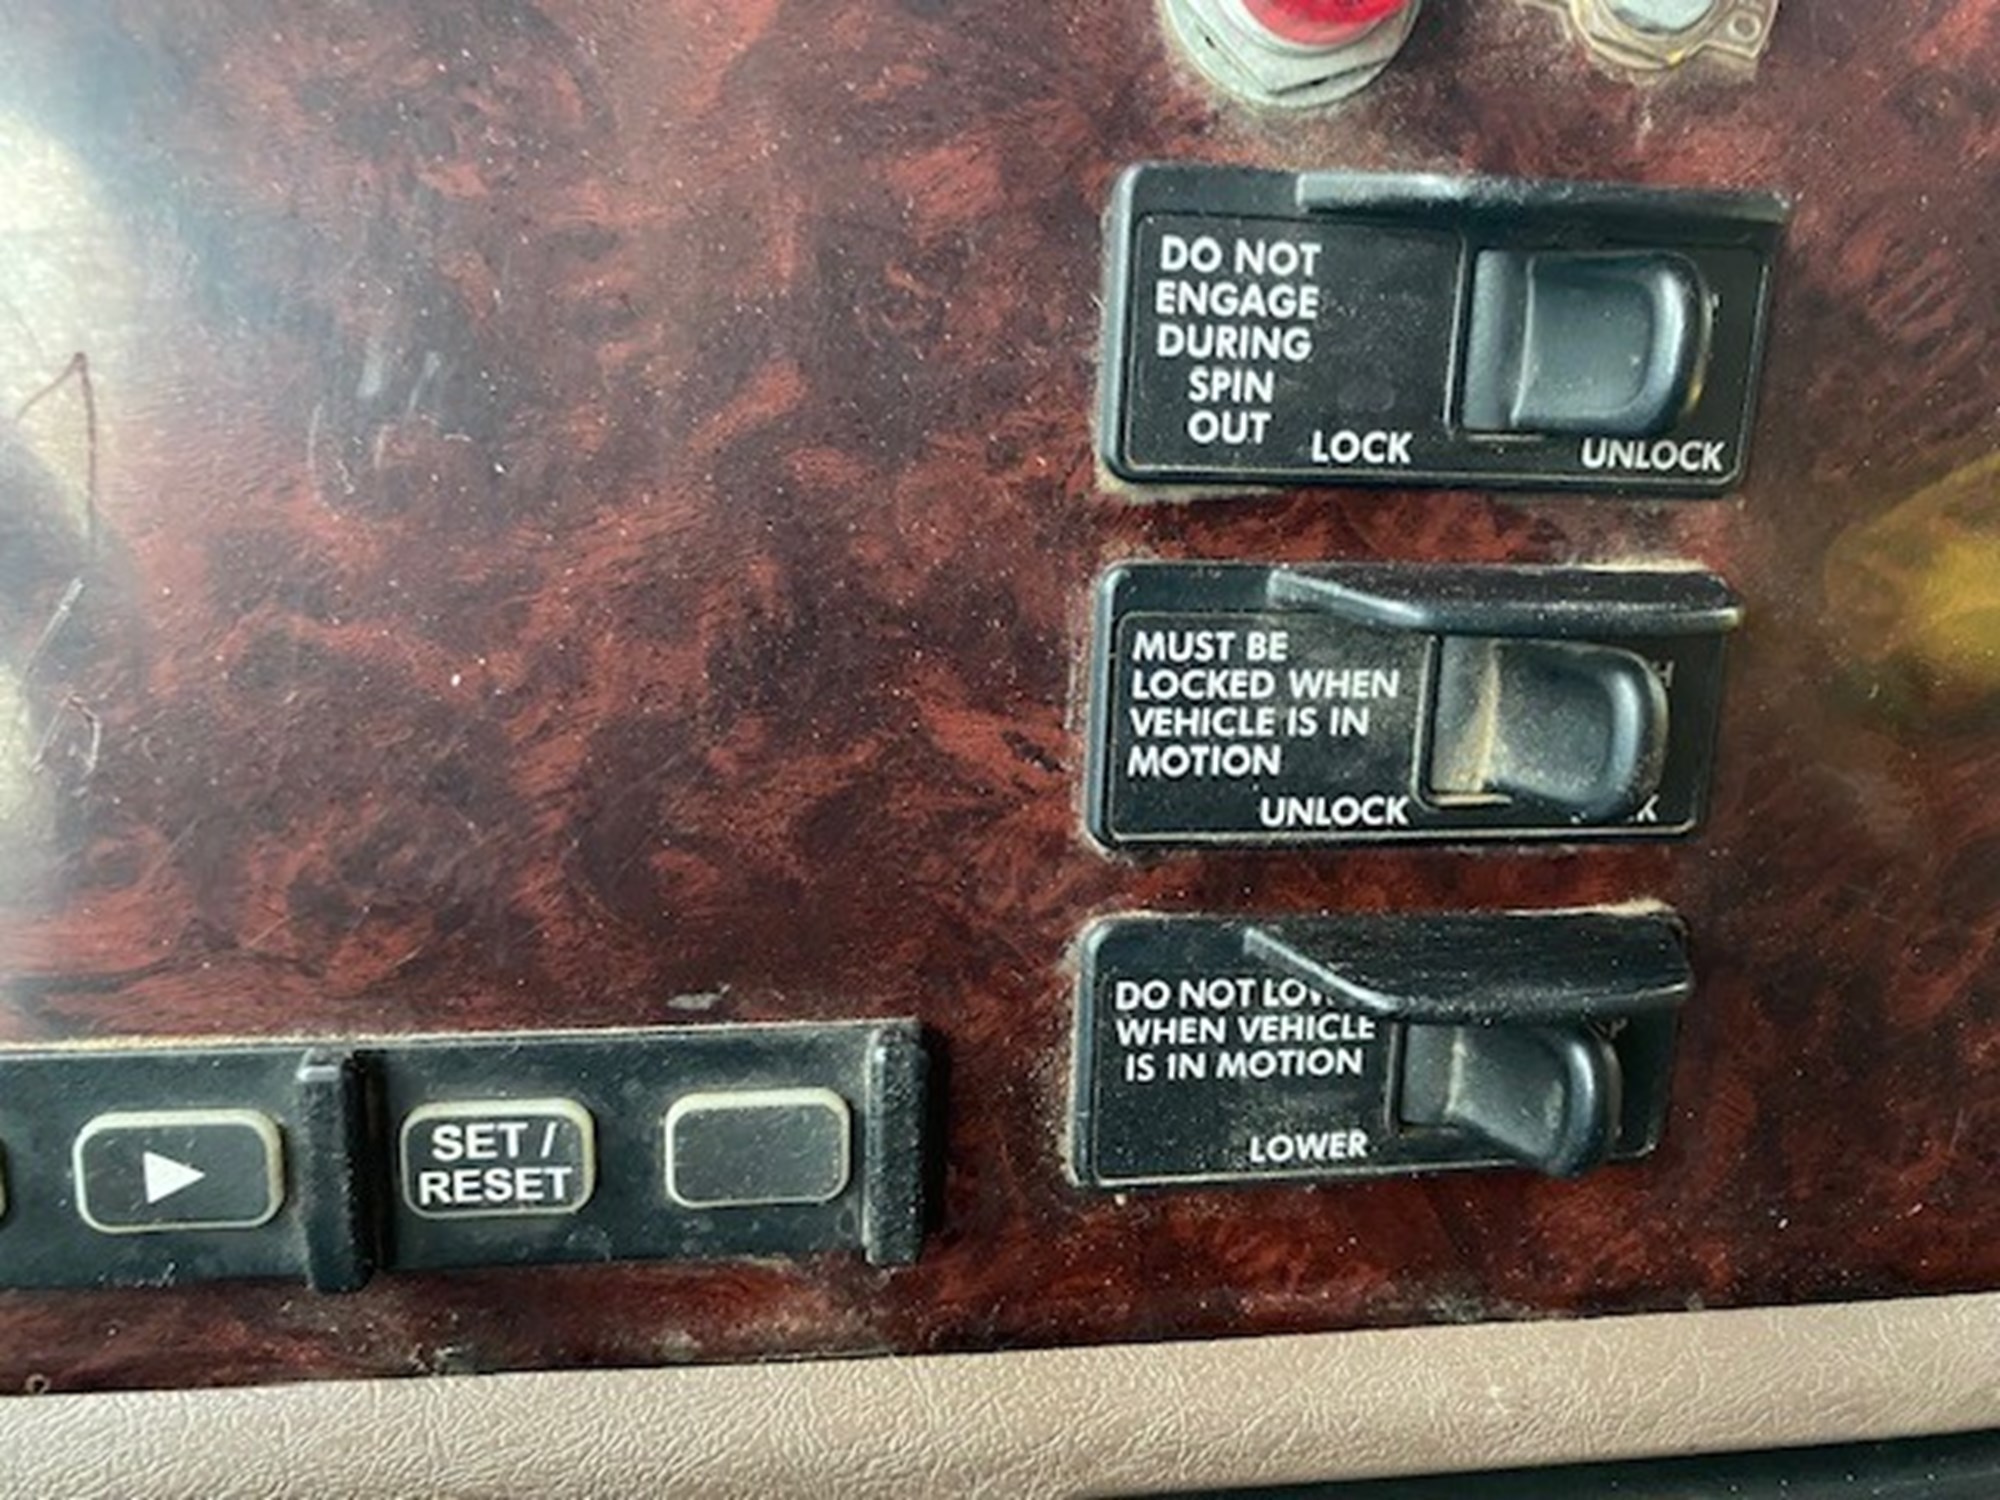 DO NOT
ENGAGE
DURING
SPIN
OUT
LOCK
UNLOCK
MUST BE
LOCKED WHEN
VEHICLE IS IN
MOTION
UNLOCK
DO NOT
WHEN VEHICLE
IS IN MOTION
LOWER
SET /
RESET